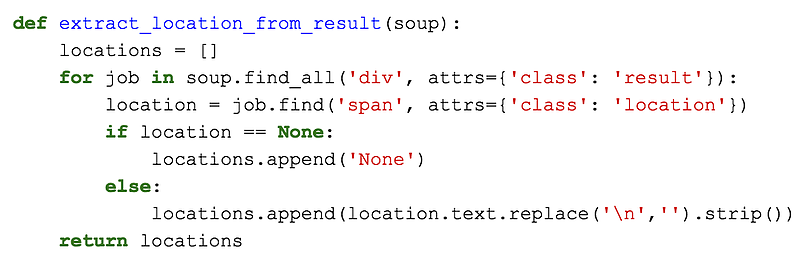 def extract_location_from_result(soup):
    locations = []
    for job in soup.find_all('div', attrs={'class': 'result'}):
        location = job.find('span', attrs={'class': 'location'})
        if location == None:
            locations.append('None')
        else:
            locations.append(location.text.replace('\n','').strip())
    return locations